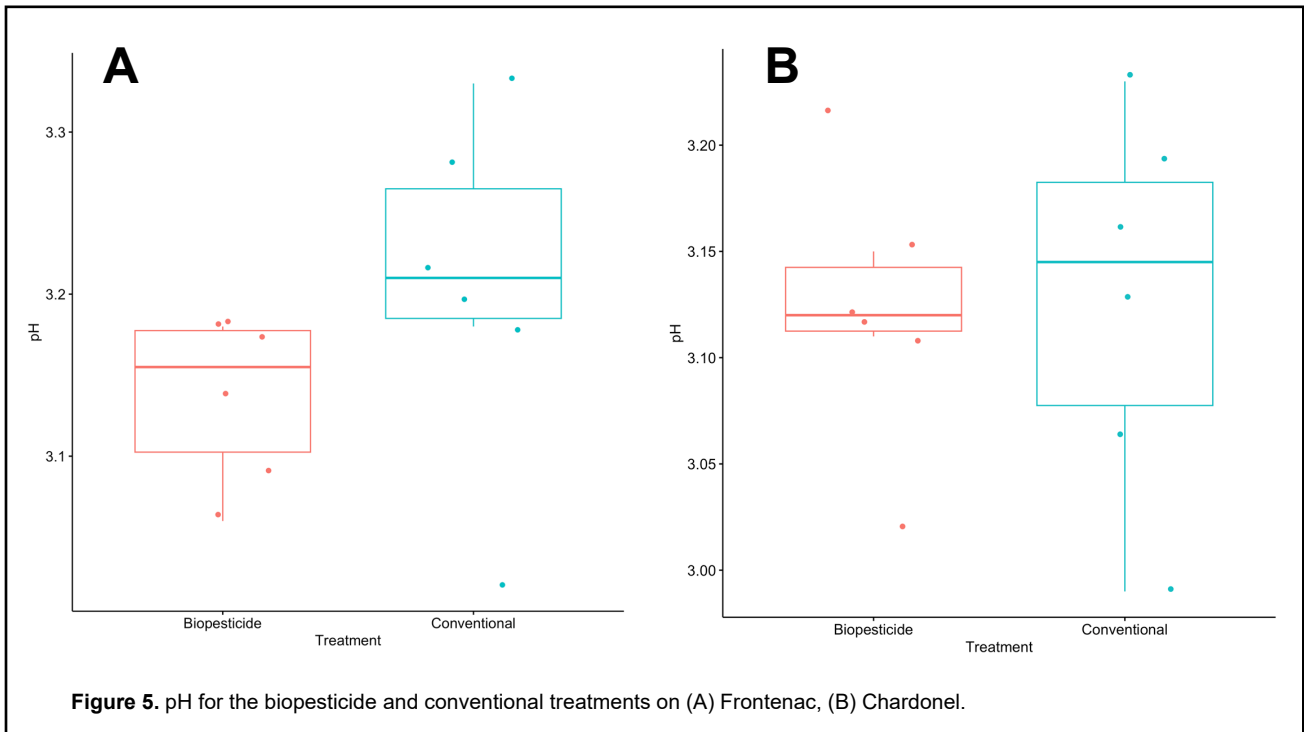 A
3.3
3.2
3.1
pH
Biopesticide
Conventional
Treatment
B
3.20
3.15
3.10
3.05
3.00
pH
Biopesticide
Conventional
Treatment
Figure 5. pH for the biopesticide and conventional treatments on (A) Frontenac, (B) Chardonel.